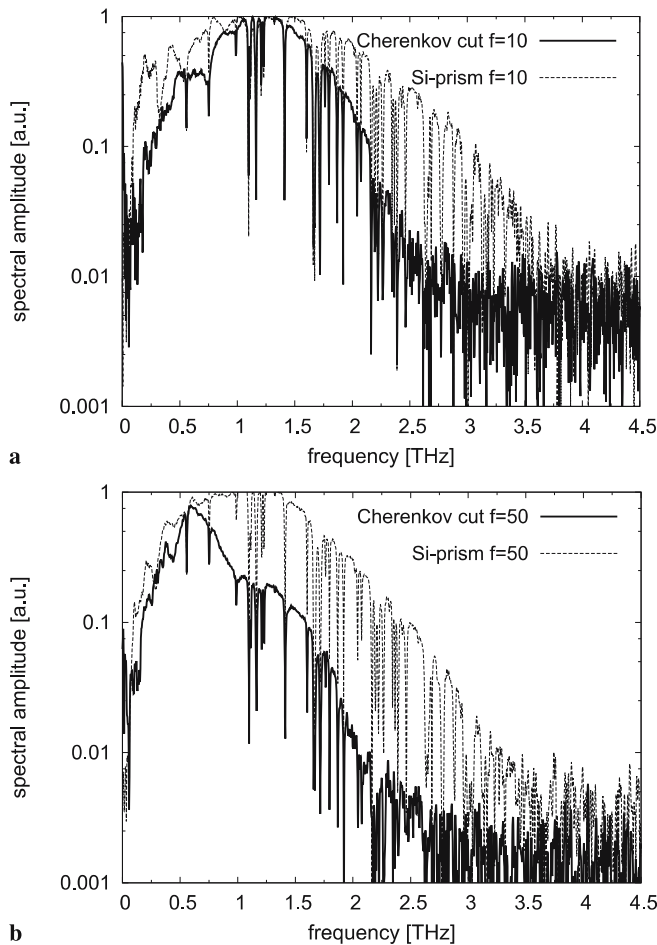 1
Cherenkov cut f=10
Si-prism f=10
0.1
spectral amplitude [a.u.]
0.01
0.001
0 0.5 1 1.5 2 2.5 3 3.5 4 4.5
frequency [THz]
a
1
Cherenkov cut f=50
Si-prism f=50
0.1
spectral amplitude [a.u.]
0.01
0.001
0 0.5 1 1.5 2 2.5 3 3.5 4 4.5
frequency [THz]
b